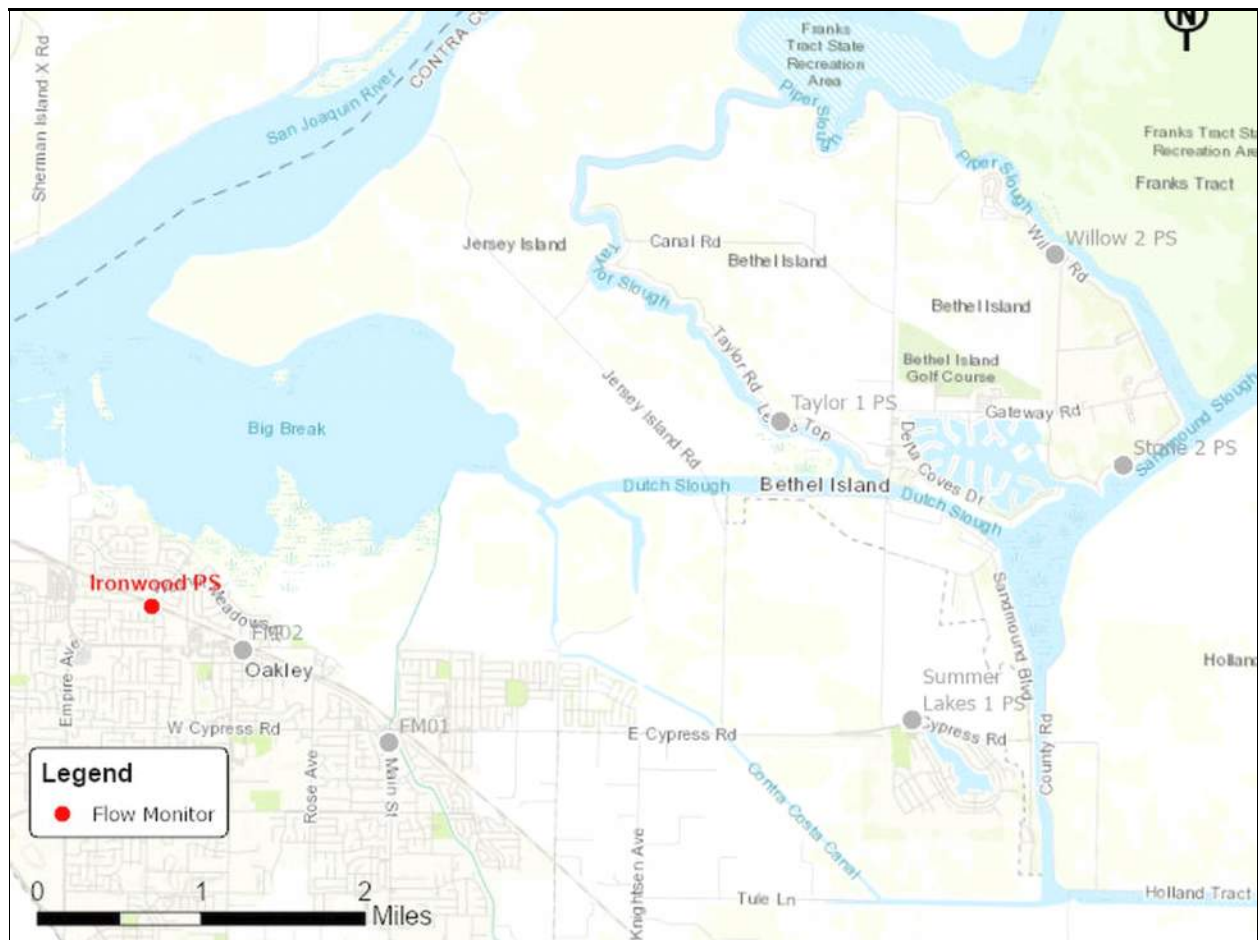 N
Franks
Tract State
Recreation
Area
Sherman Island X Rd
San Joaquin River
CONTRA CO
Piper Slough
Franks Tract Sta
Recreation Are
Franks Tract
Piper Slough
Willow 2 PS
Jersey Island
Canal Rd
Bethel Island
Taylor Slough
Bethel Island
Bethel Island
Golf Course
Taylor Rd
Jersey Island Rd
Taylor 1 PS
Top
Gateway Rd
Big Break
Delta Coves Dr
Stone 2 PS
Sandmound Slough
Dutch Slough
Bethel Island
Dutch Slough
Ironwood PS
Meadows
FM02
Oakley
Sandmound Blvd
Empire Ave
Holland
Summer
Lakes 1 PS
W Cypress Rd
FM01
E Cypress Rd
Cypress Rd
County Rd
Legend
Flow Monitor
Rose Ave
Main St
Contra Costa Canal
Knightsen Ave
Tule Ln
Holland Tract
0 1 2
Miles